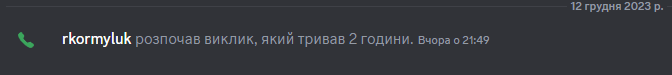 12 грудня 2023 р.
rkormyluk розпочав виклик, який тривав 2 години. Вчора о 21:49